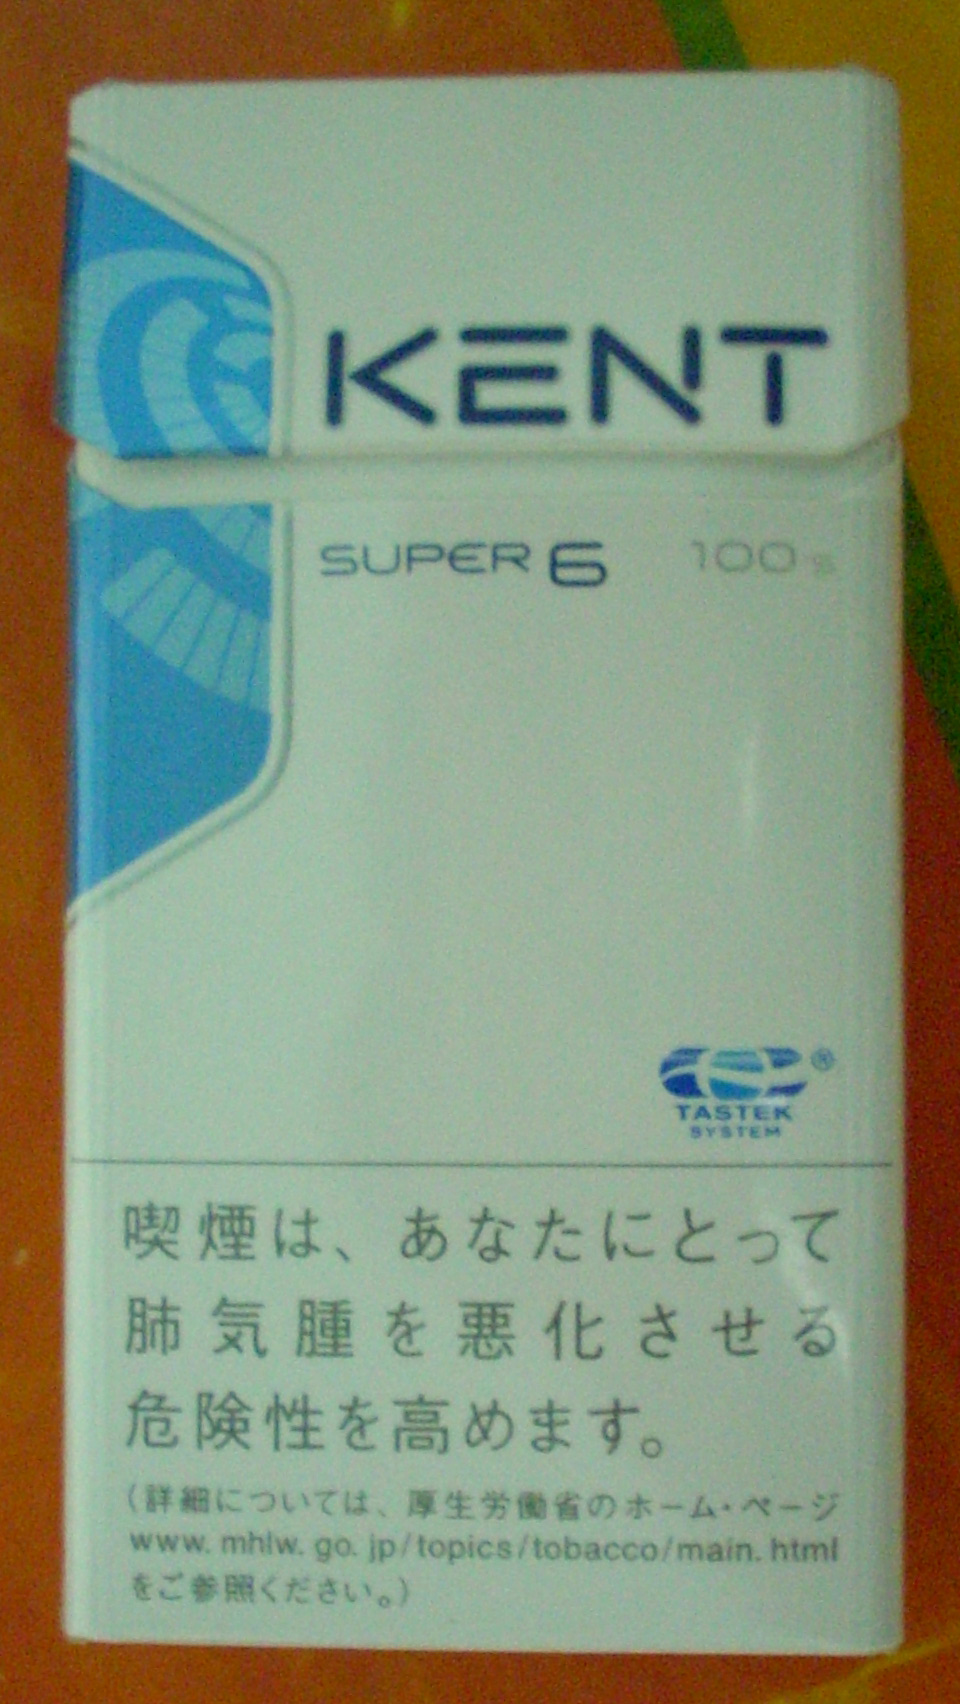 KENT
SUPER 6 100s
®
TASTEK
SYSTEM
喫煙は、あなたにとって
肺気腫を悪化させる
危険性を高めます。
(詳細については、厚生労働省のホーム・ページ
www.mhlw.go.jp/topics/tobacco/main.html
をご参照ください。)